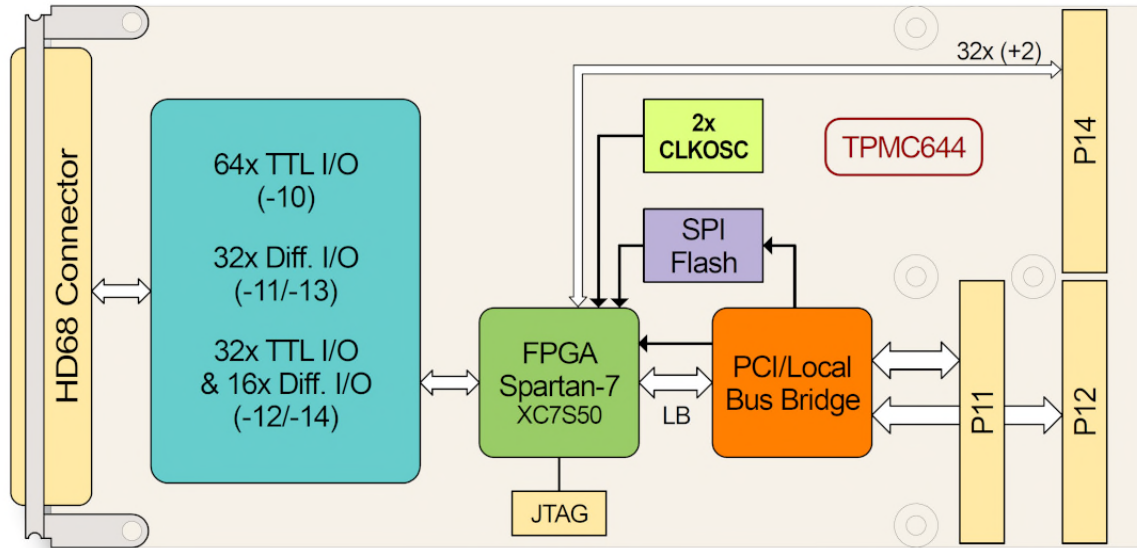 32x (+2)
P14
2x
CLKOSC
TPMC644
64x TTL I/O
(-10)
32x Diff. I/O
(-11/-13)
32x TTL I/O
& 16x Diff. I/O
(-12/-14)
HD68 Connector
SPI
Flash
FPGA
Spartan-7
XC7S50
LB
PCI/Local
Bus Bridge
P11
P12
JTAG